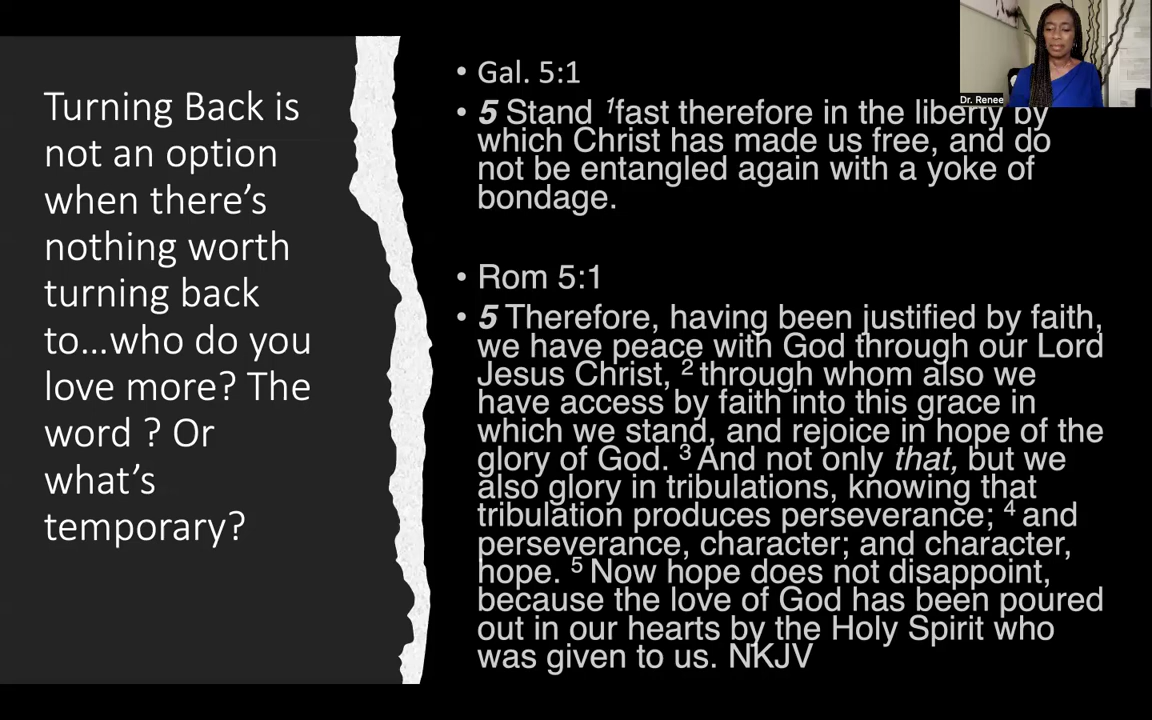 Turning Back is
not an option
when there’s
nothing worth
turning back
to...who do you
love more? The
word ? Or
what’s
temporary?
• Gal. 5:1
• 5 Stand ¹fast therefore in the liberty by
which Christ has made us free, and do
not be entangled again with a yoke of
bondage.
• Rom 5:1
• 5 Therefore, having been justified by faith,
we have peace with God through our Lord
Jesus Christ, ² through whom also we
have access by faith into this grace in
which we stand, and rejoice in hope of the
glory of God. ³ And not only that, but we
also glory in tribulations, knowing that
tribulation produces perseverance; ⁴ and
perseverance, character; and character,
hope. ⁵ Now hope does not disappoint,
because the love of God has been poured
out in our hearts by the Holy Spirit who
was given to us. NKJV
Dr. Renee